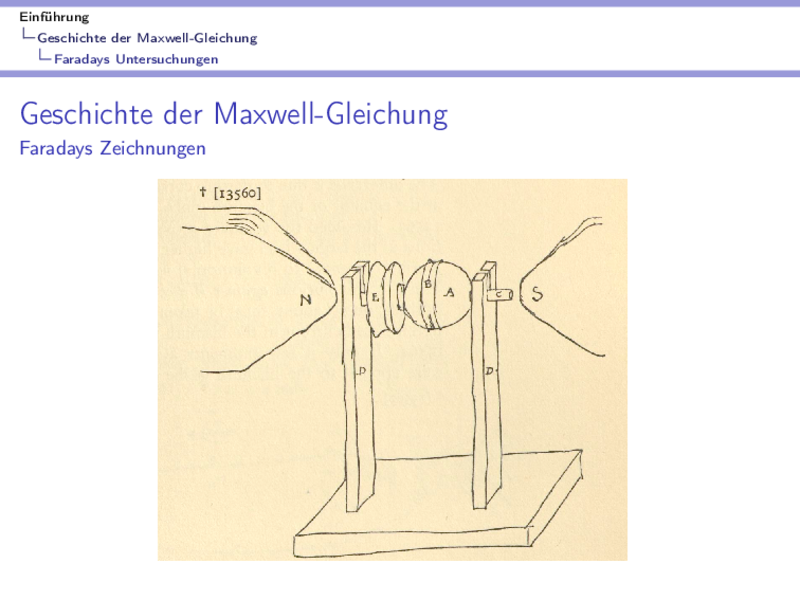 Einführung
Geschichte der Maxwell-Gleichung
Faradays Untersuchungen
Geschichte der Maxwell-Gleichung
Faradays Zeichnungen
† [13560]
N E B A C S
D D